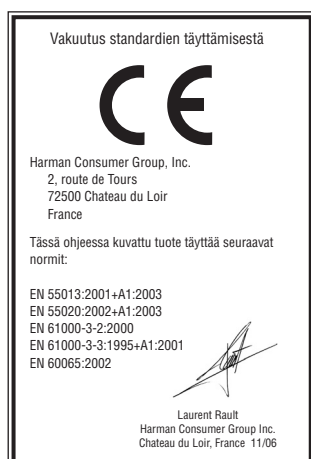 Vakuutus standardien täyttämisestä
CE
Harman Consumer Group, Inc.
2, route de Tours
72500 Chateau du Loir
France
Tässä ohjeessa kuvattu tuote täyttää seuraavat
normit:
EN 55013:2001+A1:2003
EN 55020:2002+A1:2003
EN 61000-3-2:2000
EN 61000-3-3:1995+A1:2001
EN 60065:2002
Laurent Rault
Harman Consumer Group Inc.
Chateau du Loir, France 11/06